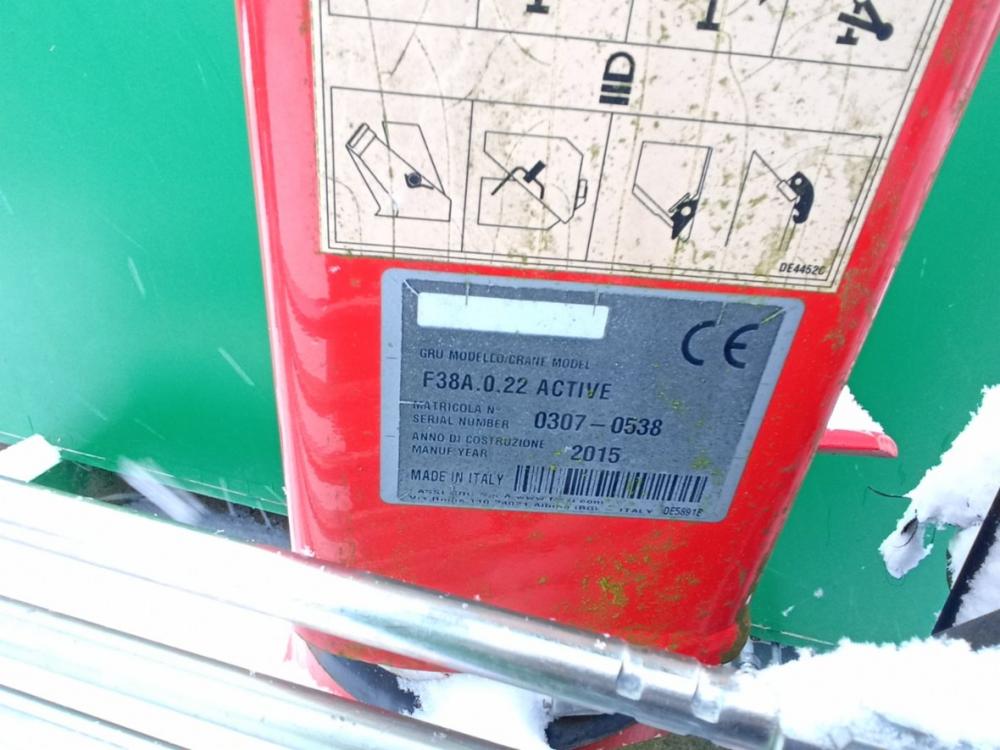 DE4452C
CE
GRU MODELLO/CRANE MODEL
F38A.0.22 ACTIVE
MATRICOLA N°
SERIAL NUMBER 0307-0538
ANNO DI COSTRUZIONE
MANUF YEAR 2015
MADE IN ITALY
ITALY DE5891E